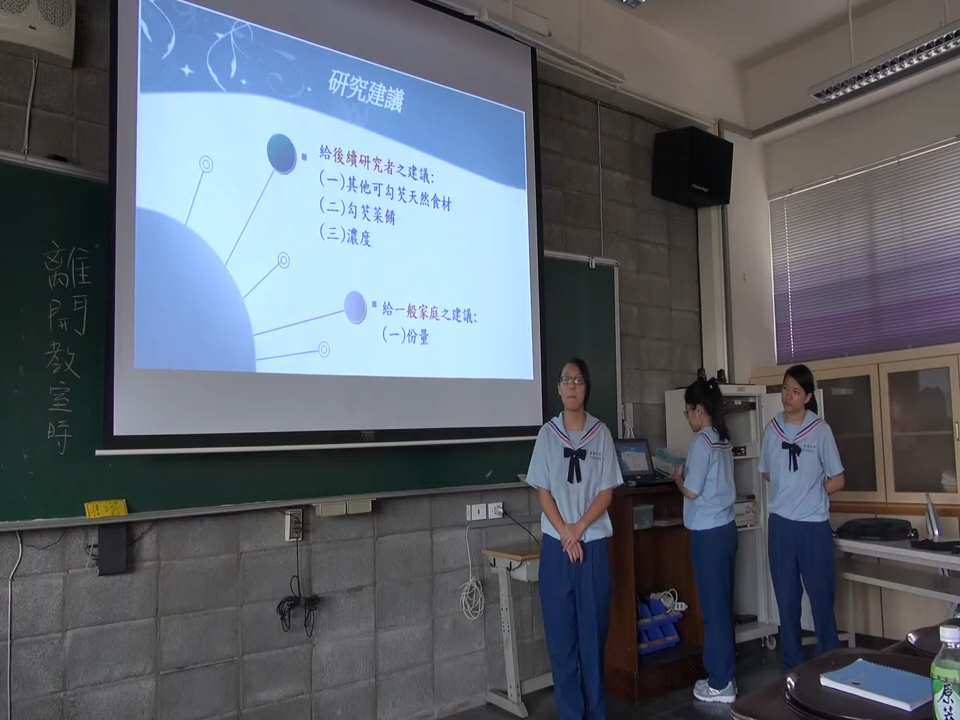 研究建議
給後續研究者之建議:
(一)其他可勾芡天然食材
(二)勾芡菜餚
(三)濃度
給一般家庭之建議:
(一)份量
離開教室時
原萃